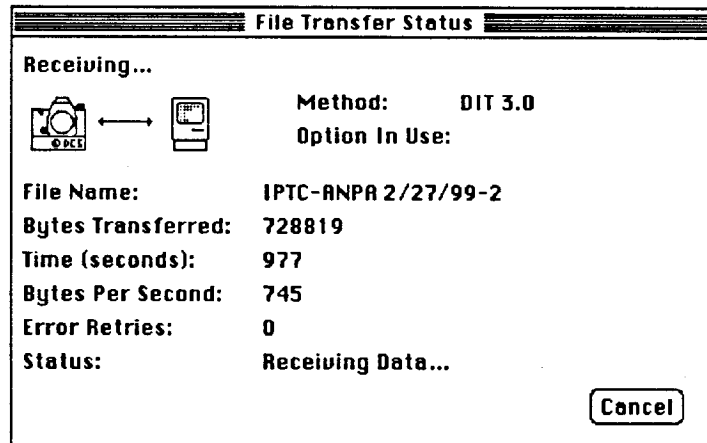 File Transfer Status
Receiving...
DCS
Method: DIT 3.0
Option In Use:
File Name: IPTC-ANPA 2/27/99-2
Bytes Transferred: 728819
Time (seconds): 977
Bytes Per Second: 745
Error Retries: 0
Status: Receiving Data...
Cancel